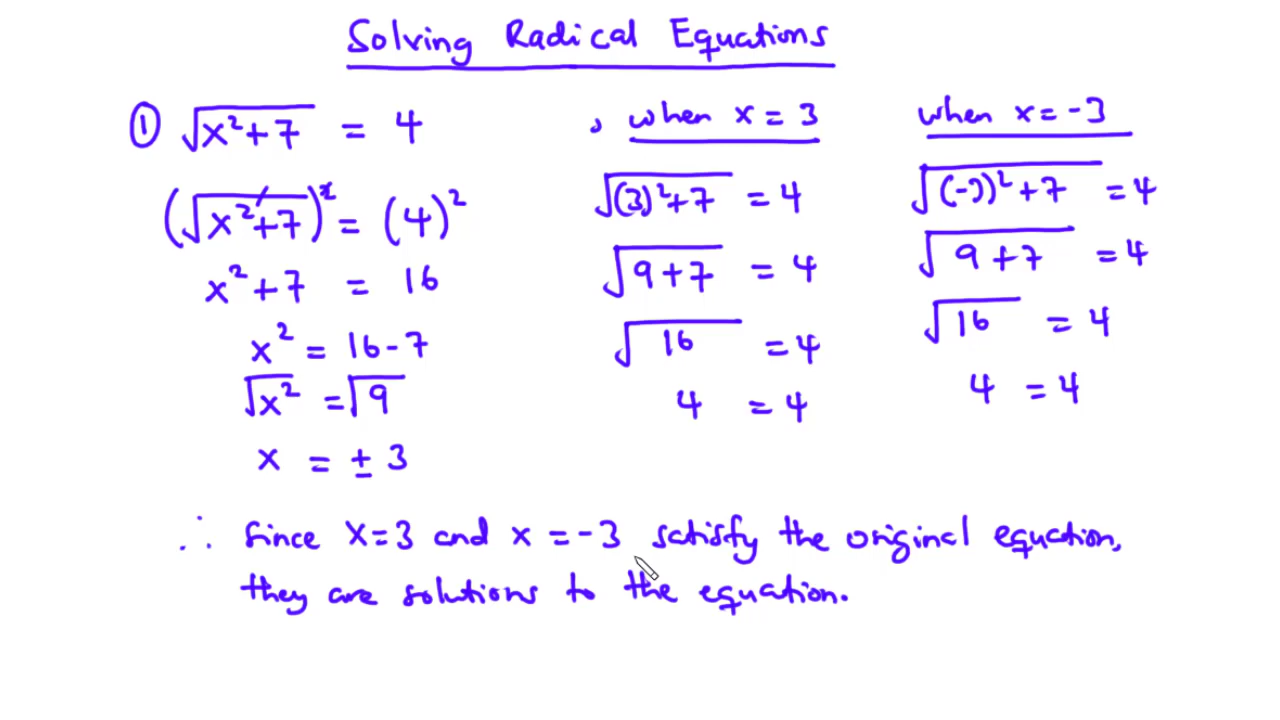 Solving Radical Equations
① √(x²+7) = 4
(√(x²+7))² = (4)²
x²+7 = 16
x² = 16-7
√x² = √9
x = ± 3
, when x = 3
√((3)²+7) = 4
√(9+7) = 4
√16 = 4
4 = 4
when x = -3
√((-3)²+7) = 4
√(9+7) = 4
√16 = 4
4 = 4
∴ Since x=3 and x = -3 satisfy the original equation,
they are solutions to the equation.